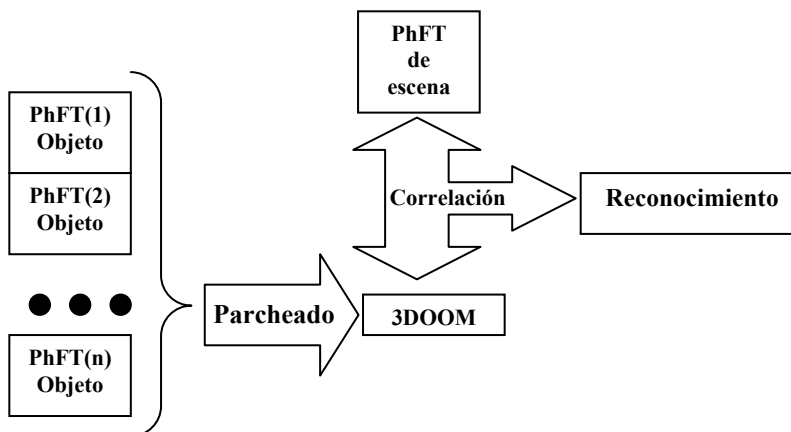 PhFT
de
escena
PhFT(1)
Objeto
PhFT(2)
Objeto
Correlación
Reconocimiento
Parcheado
3DOOM
PhFT(n)
Objeto